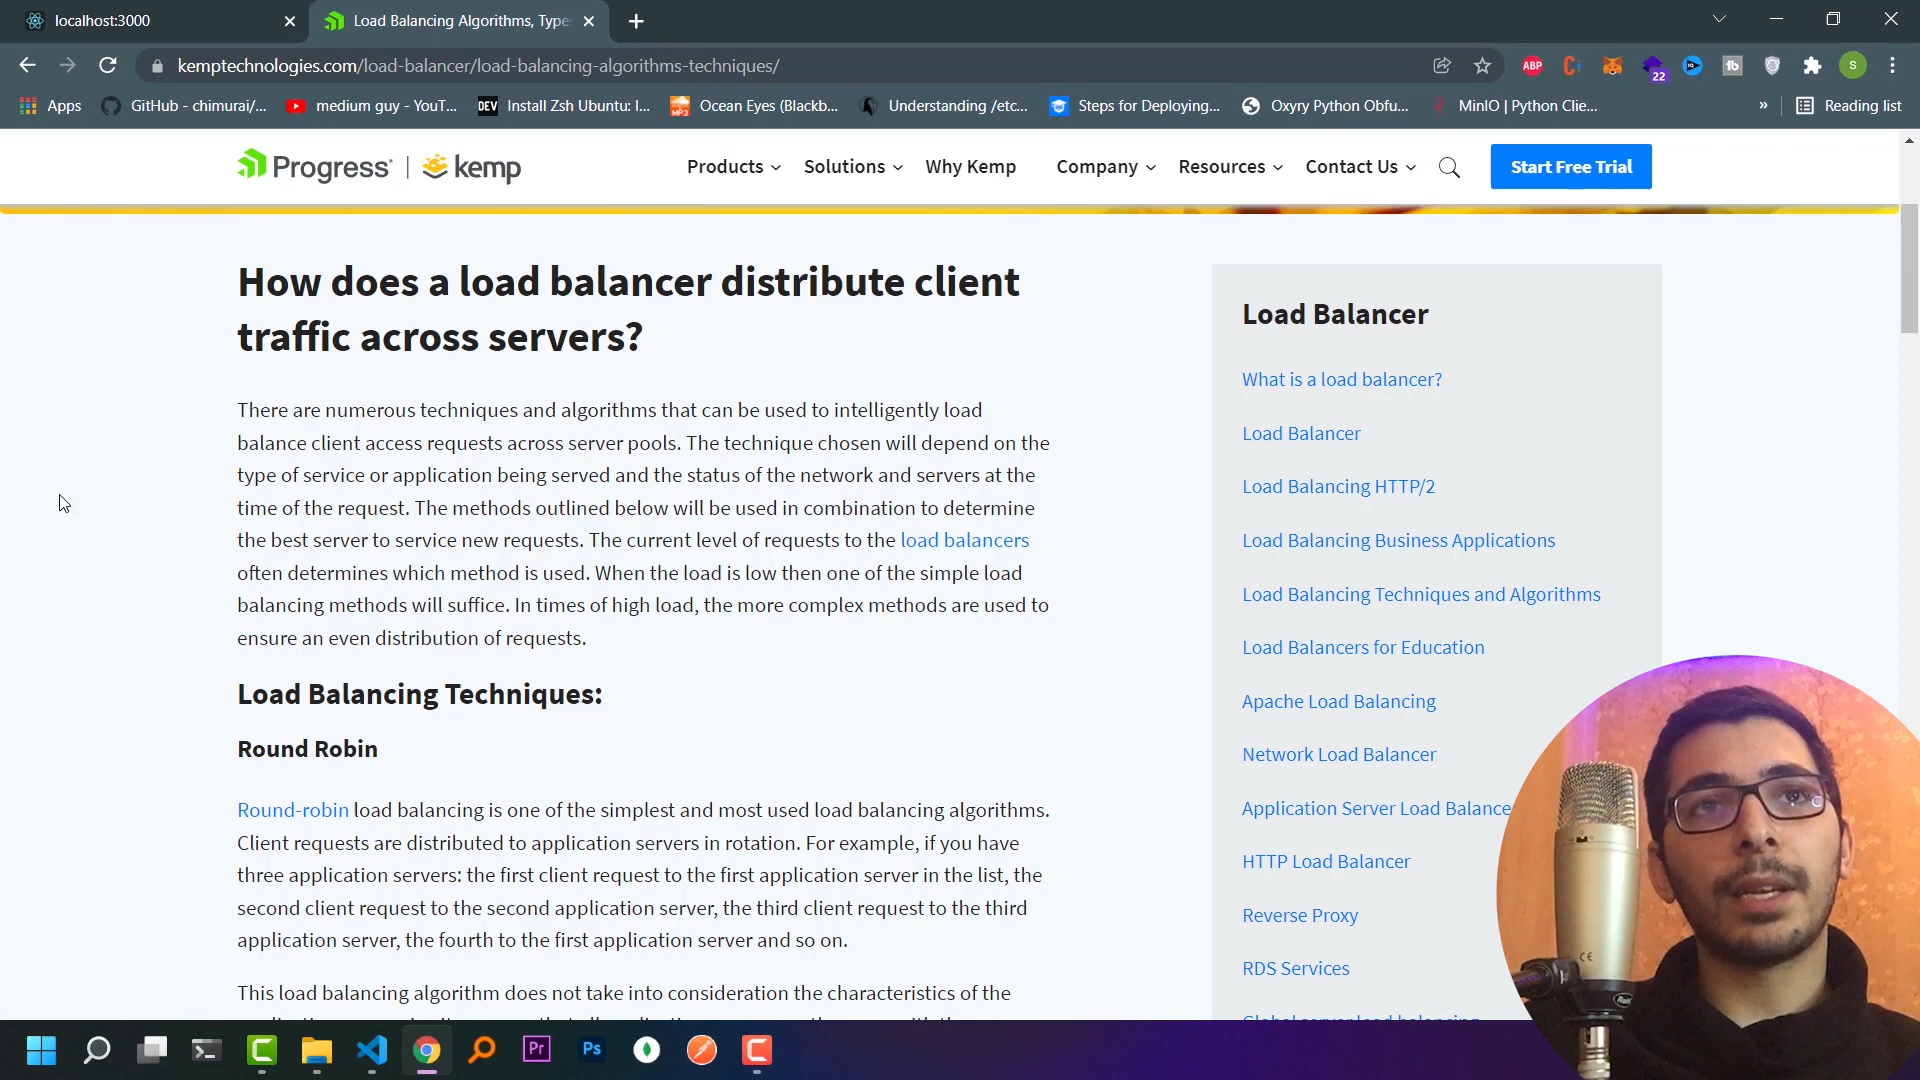 localhost:3000
Load Balancing Algorithms, Type
kemptechnologies.com/load-balancer/load-balancing-algorithms-techniques/
ABP
22
tb
S
Apps
GitHub - chimurai/...
medium guy - YouT...
DEV
Install Zsh Ubuntu: I...
MP3
Ocean Eyes (Blackb...
Understanding /etc...
Steps for Deploying...
Oxyry Python Obfu...
MinIO | Python Clie...
»
Reading list
Progress | kemp
Products
Solutions
Why Kemp
Company
Resources
Contact Us
Start Free Trial
How does a load balancer distribute client
traffic across servers?
There are numerous techniques and algorithms that can be used to intelligently load
balance client access requests across server pools. The technique chosen will depend on the
type of service or application being served and the status of the network and servers at the
time of the request. The methods outlined below will be used in combination to determine
the best server to service new requests. The current level of requests to the load balancers
often determines which method is used. When the load is low then one of the simple load
balancing methods will suffice. In times of high load, the more complex methods are used to
ensure an even distribution of requests.
Load Balancing Techniques:
Round Robin
Round-robin load balancing is one of the simplest and most used load balancing algorithms.
Client requests are distributed to application servers in rotation. For example, if you have
three application servers: the first client request to the first application server in the list, the
second client request to the second application server, the third client request to the third
application server, the fourth to the first application server and so on.
This load balancing algorithm does not take into consideration the characteristics of the
Load Balancer
What is a load balancer?
Load Balancer
Load Balancing HTTP/2
Load Balancing Business Applications
Load Balancing Techniques and Algorithms
Load Balancers for Education
Apache Load Balancing
Network Load Balancer
Application Server Load Balance
HTTP Load Balancer
Reverse Proxy
RDS Services
Global server load balancing
Pr
Ps